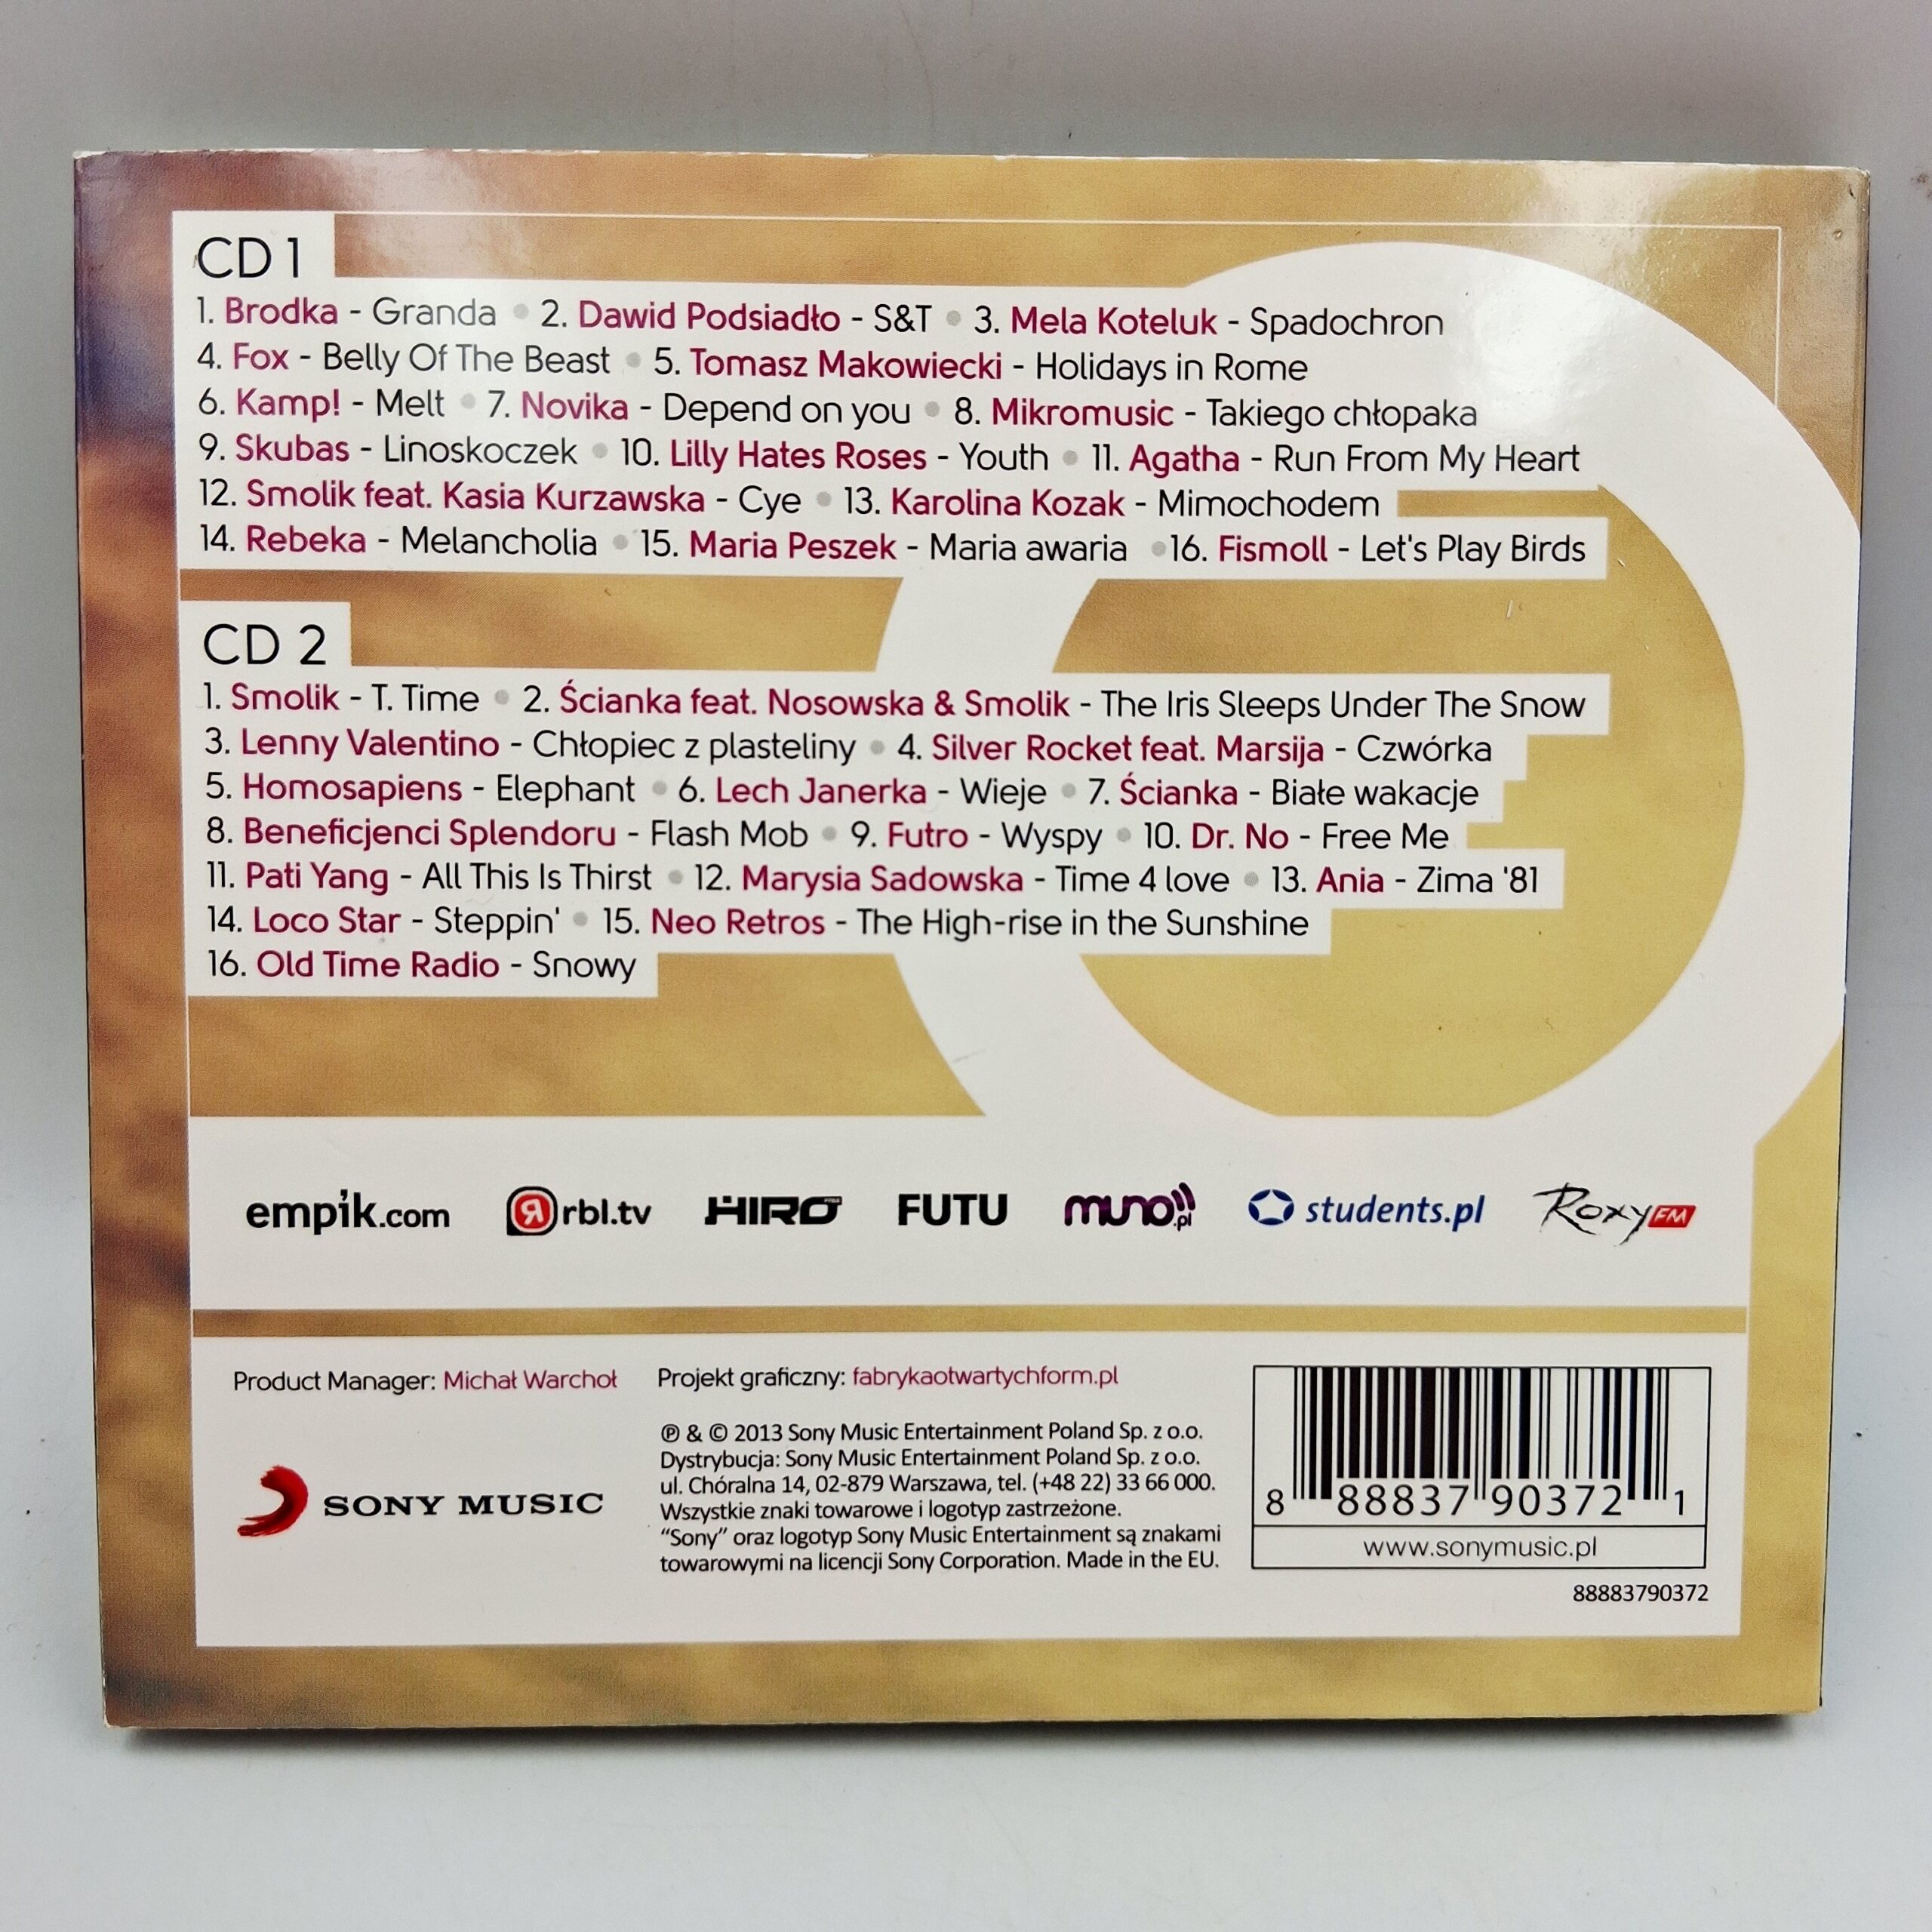 CD 1
1. Brodka - Granda • 2. Dawid Podsiadło - S&T • 3. Mela Koteluk - Spadochron
4. Fox - Belly Of The Beast • 5. Tomasz Makowiecki - Holidays in Rome
6. Kamp! - Melt • 7. Novika - Depend on you • 8. Mikromusic - Takiego chłopaka
9. Skubas - Linoskoczek • 10. Lilly Hates Roses - Youth • 11. Agatha - Run From My Heart
12. Smolik feat. Kasia Kurzawska - Cye • 13. Karolina Kozak - Mimochodem
14. Rebeka - Melancholia • 15. Maria Peszek - Maria awaria • 16. Fismoll - Let's Play Birds
CD 2
1. Smolik - T. Time • 2. Ścianka feat. Nosowska & Smolik - The Iris Sleeps Under The Snow
3. Lenny Valentino - Chłopiec z plasteliny • 4. Silver Rocket feat. Marsija - Czwórka
5. Homosapiens - Elephant • 6. Lech Janerka - Wieje • 7. Ścianka - Białe wakacje
8. Beneficjenci Splendoru - Flash Mob • 9. Futro - Wyspy • 10. Dr. No - Free Me
11. Pati Yang - All This Is Thirst • 12. Marysia Sadowska - Time 4 love • 13. Ania - Zima '81
14. Loco Star - Steppin' • 15. Neo Retros - The High-rise in the Sunshine
16. Old Time Radio - Snowy
empik.com rbl.tv HIRO FUTU muno.pl students.pl Roxy FM
Product Manager: Michał Warchoł
Projekt graficzny: fabrykaotwartychform.pl
℗ & © 2013 Sony Music Entertainment Poland Sp. z o.o.
Dystrybucja: Sony Music Entertainment Poland Sp. z o.o.
ul. Chóralna 14, 02-879 Warszawa, tel. (+48 22) 33 66 000.
Wszystkie znaki towarowe i logotyp zastrzeżone.
“Sony” oraz logotyp Sony Music Entertainment są znakami
towarowymi na licencji Sony Corporation. Made in the EU.
SONY MUSIC
8 88837 90372 1
www.sonymusic.pl
88883790372